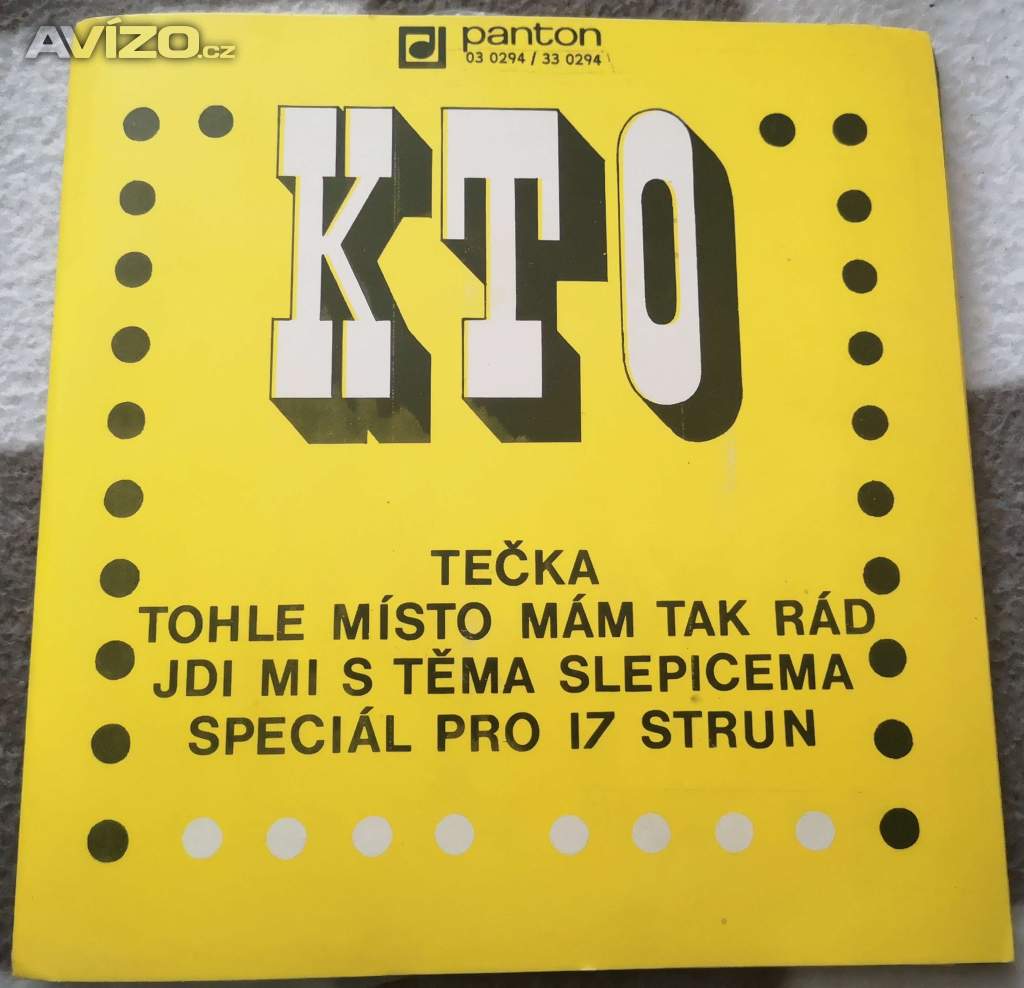 AVÍZO.cz
panton
03 0294 / 33 0294
KTO
TEČKA
TOHLE MÍSTO MÁM TAK RÁD
JDI MI S TĚMA SLEPICEMA
SPECIÁL PRO 17 STRUN